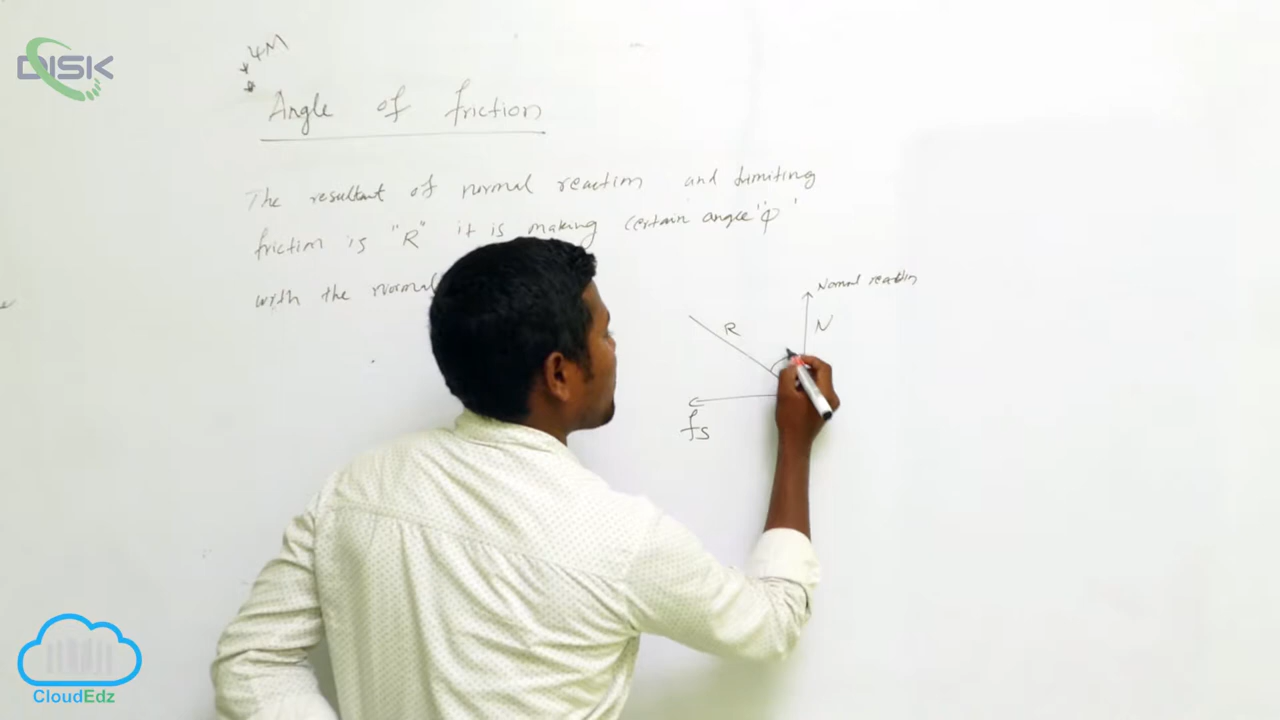 DISK
4M
Angle of friction
The resultant of normal reaction and limiting
friction is "R" it is making certain angle "φ"
with the normal
Normal reaction
R
N
fs
CloudEdz